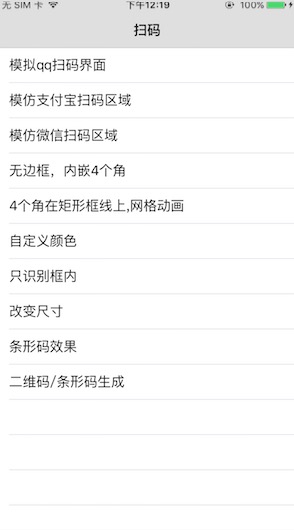 无 SIM 卡 下午12:19 100%
扫码
模拟qq扫码界面
模仿支付宝扫码区域
模仿微信扫码区域
无边框，内嵌4个角
4个角在矩形框线上,网格动画
自定义颜色
只识别框内
改变尺寸
条形码效果
二维码/条形码生成